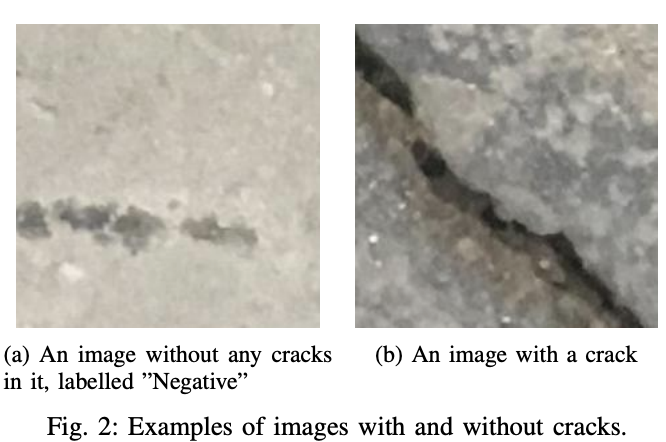 (a) An image without any cracks
in it, labelled ”Negative”
(b) An image with a crack
Fig. 2: Examples of images with and without cracks.